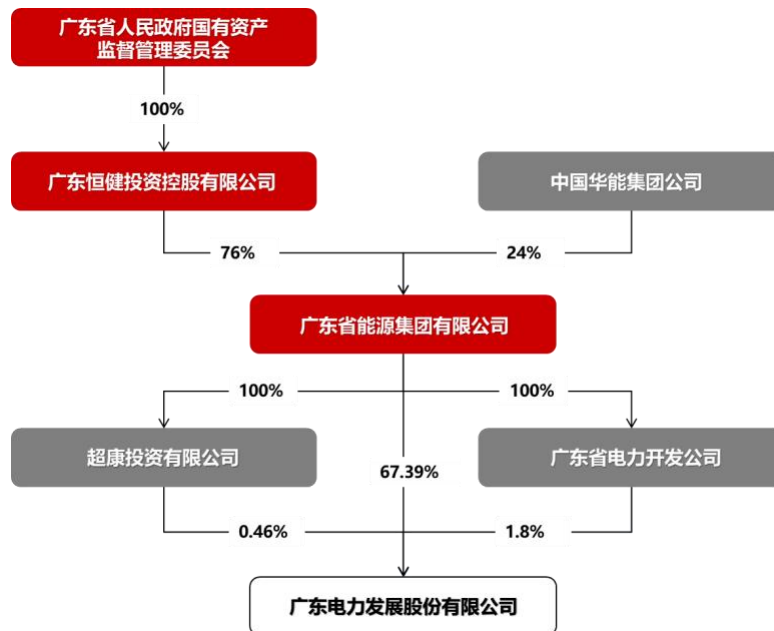 广东省人民政府国有资产
监督管理委员会
100%
广东恒健投资控股有限公司
中国华能集团公司
76%
24%
广东省能源集团有限公司
100%
100%
超康投资有限公司
广东省电力开发公司
67.39%
0.46%
1.8%
广东电力发展股份有限公司